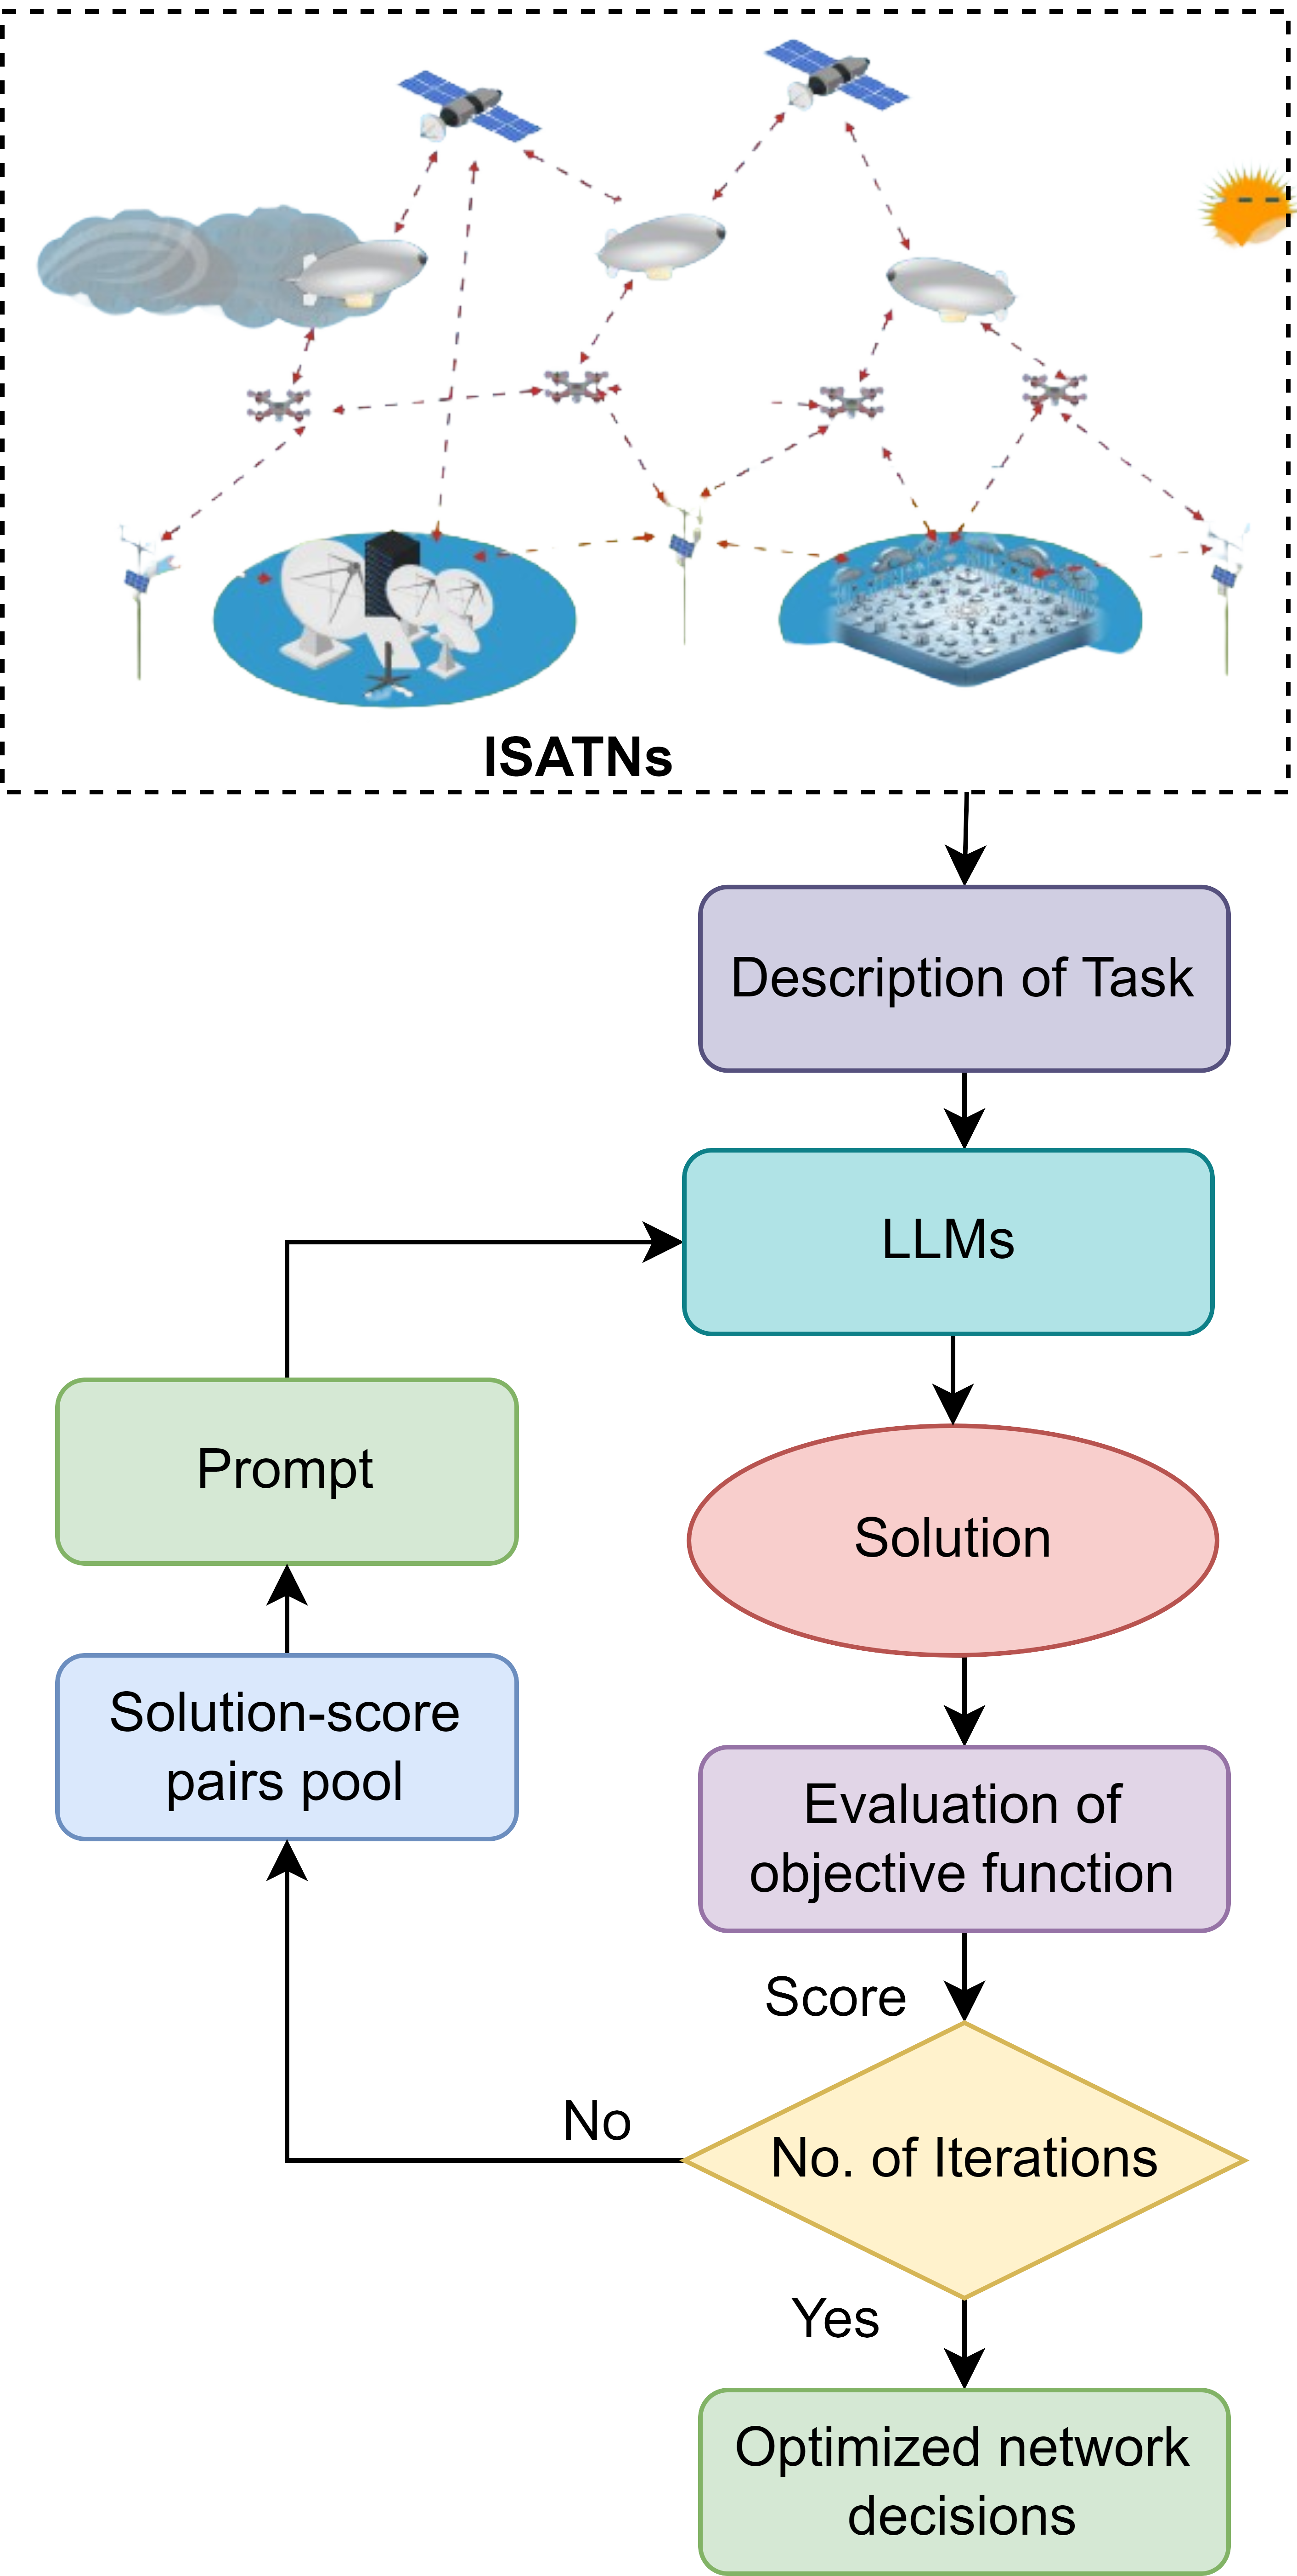 ISATNs
Description of Task
LLMs
Prompt
Solution
Solution-score
pairs pool
Evaluation of
objective function
Score
No
No. of Iterations
Yes
Optimized network
decisions